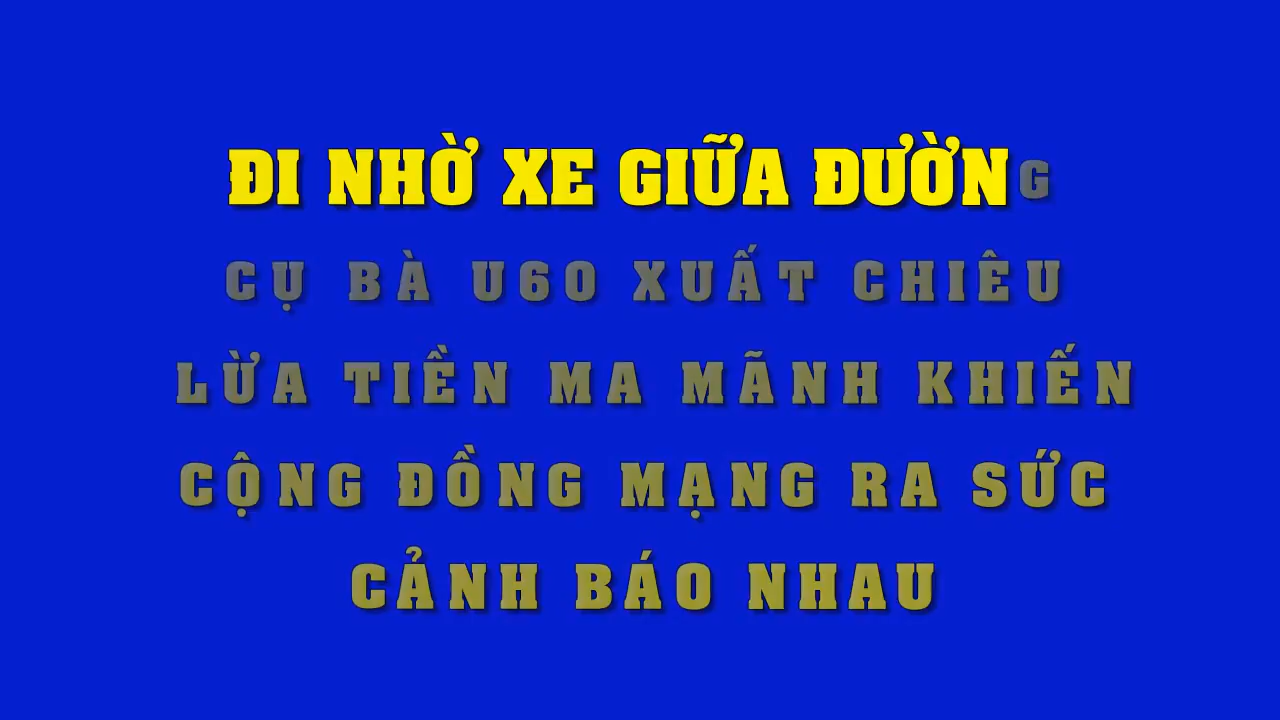 ĐI NHỜ XE GIỮA ĐƯỜNG
CỤ BÀ U60 XUẤT CHIÊU
LỪA TIỀN MA MÃNH KHIẾN
CỘNG ĐỒNG MẠNG RA SỨC
CẢNH BÁO NHAU